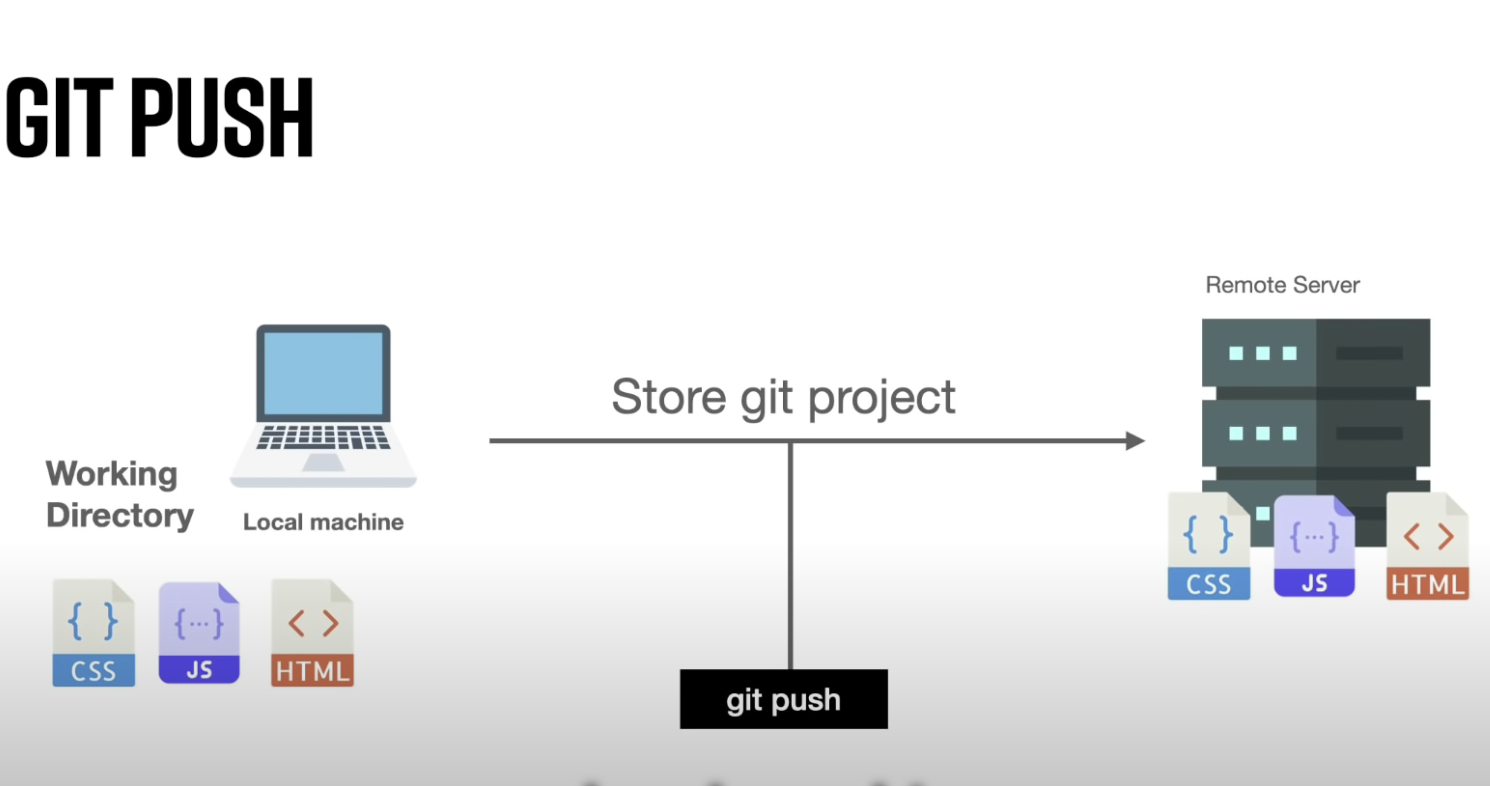 GIT PUSH
Remote Server
Store git project
Working
Directory
Local machine
{ }
CSS
{...}
JS
< >
HTML
{ }
CSS
{...}
JS
< >
HTML
git push